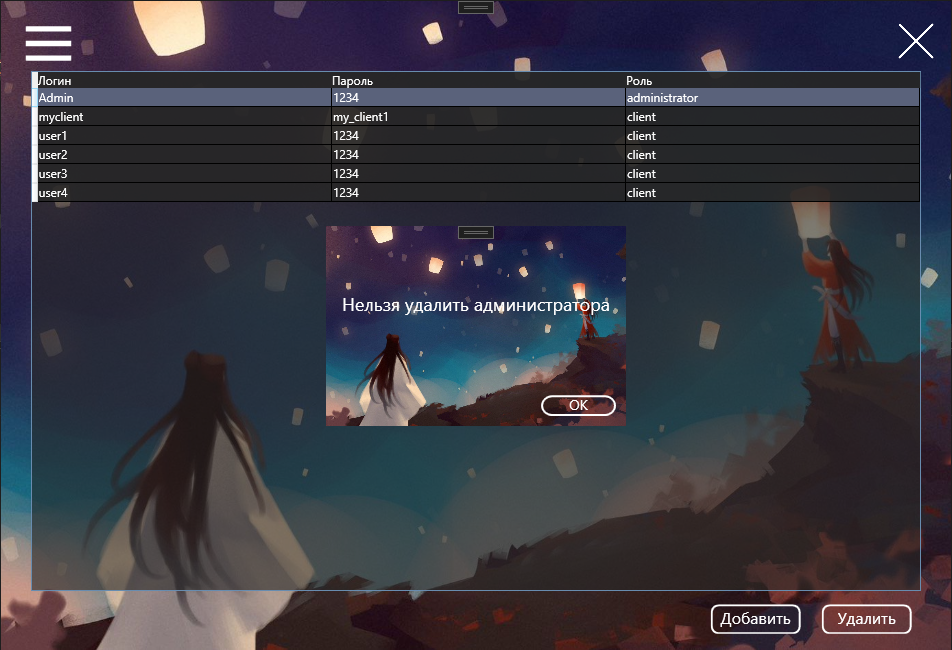 Логин Пароль Роль
Admin 1234 administrator
myclient my_client1 client
user1 1234 client
user2 1234 client
user3 1234 client
user4 1234 client
Нельзя удалить администратора
OK
Добавить Удалить